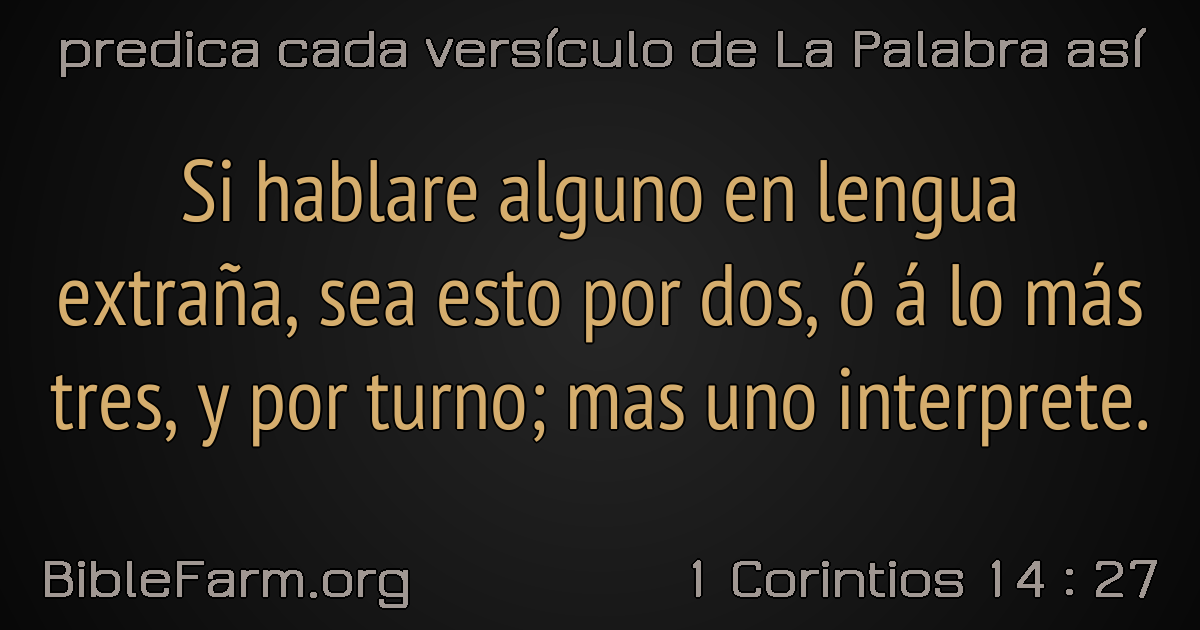 predica cada versículo de La Palabra así
Si hablare alguno en lengua
extraña, sea esto por dos, ó á lo más
tres, y por turno; mas uno interprete.
BibleFarm.org
1 Corintios 14 : 27